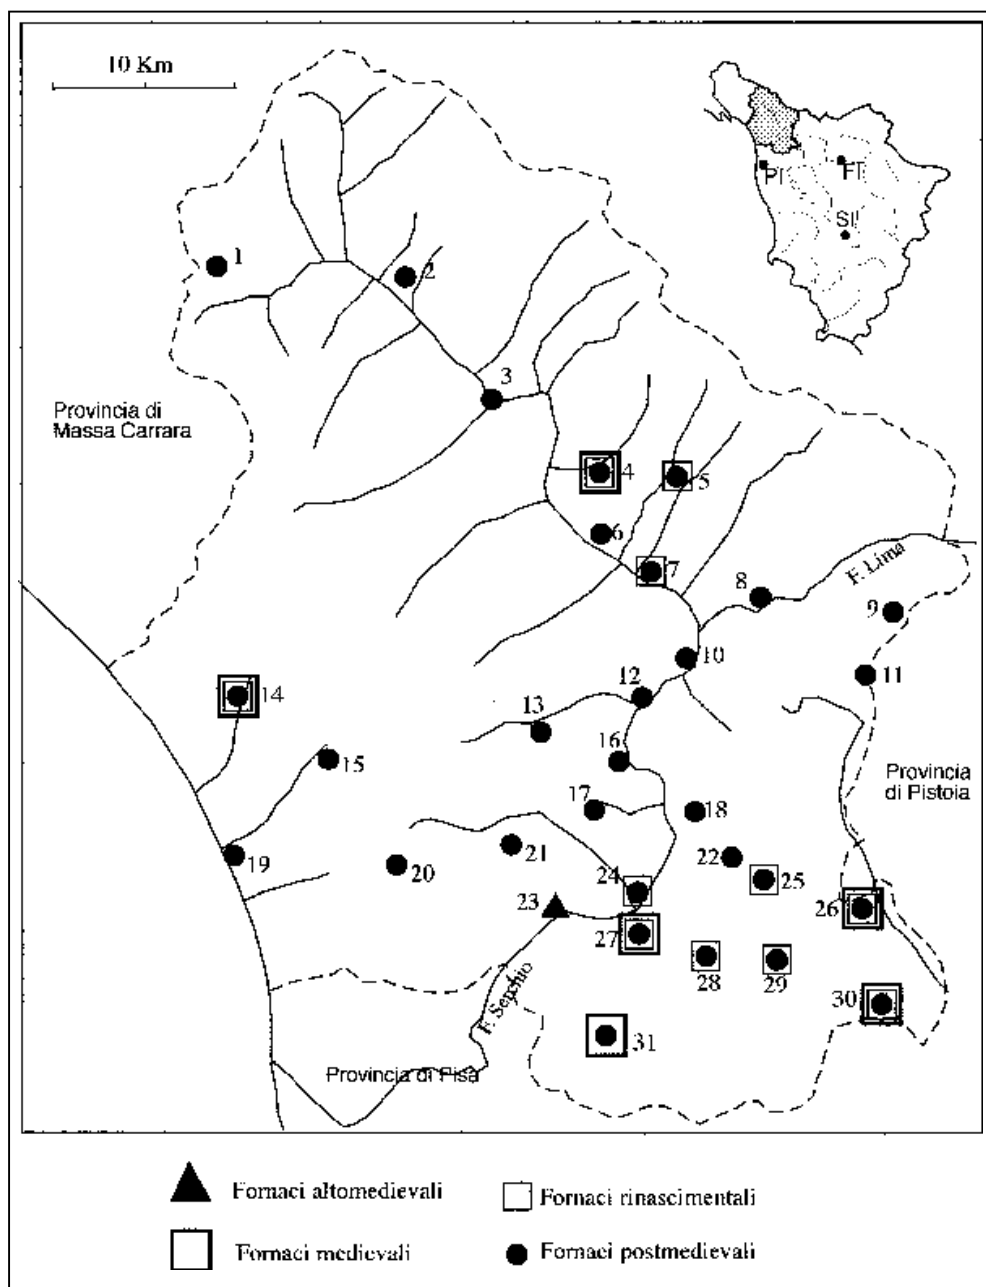 10 Km
PI
FI
SI
1
2
3
Provincia di
Massa Carrara
4
5
6
7
8
F. Lima
9
10
11
12
13
14
15
16
17
18
Provincia
di Pistoia
19
20
21
22
23
24
25
26
27
28
29
30
31
F. Serchio
Provincia di Pisa
Fornaci altomedievali
Fornaci rinascimentali
Fornaci medievali
Fornaci postmedievali